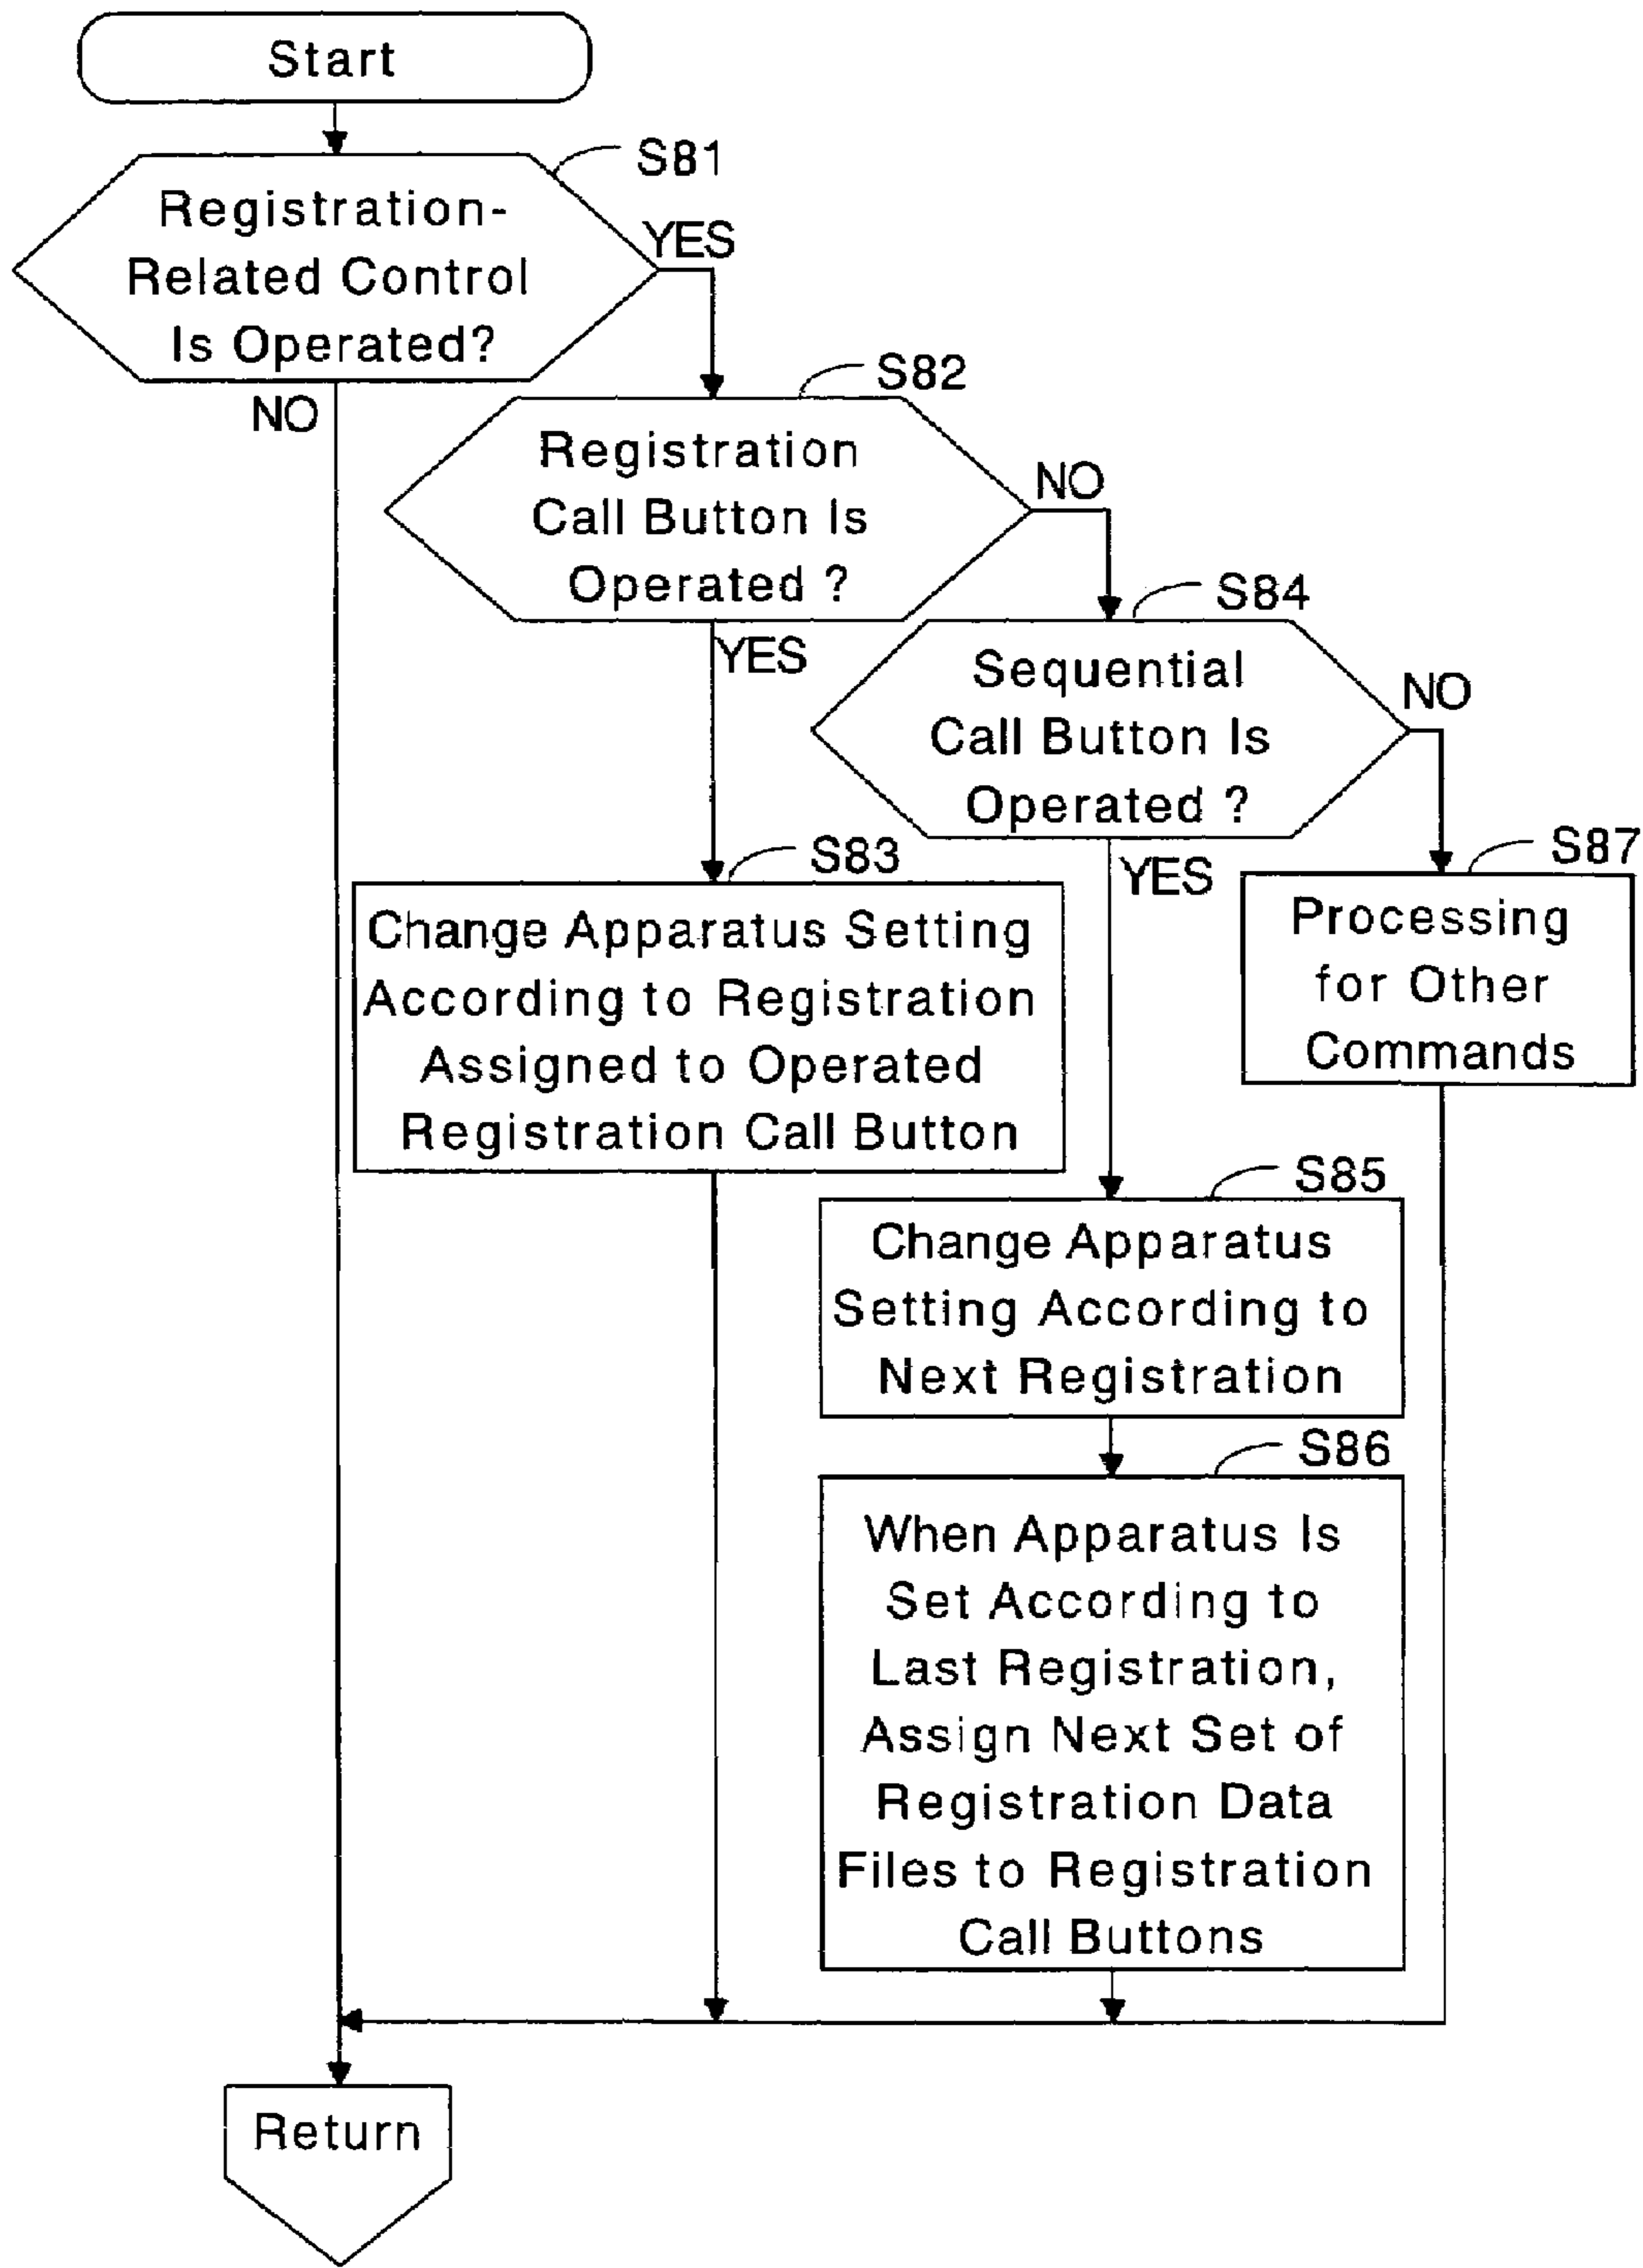 Start
S81
Registration-
Related Control
Is Operated?
YES
NO
S82
Registration
Call Button Is
Operated ?
NO
YES
S84
Sequential
Call Button Is
Operated ?
NO
YES
S83
Change Apparatus Setting
According to Registration
Assigned to Operated
Registration Call Button
S87
Processing
for Other
Commands
S85
Change Apparatus
Setting According to
Next Registration
S86
When Apparatus Is
Set According to
Last Registration,
Assign Next Set of
Registration Data
Files to Registration
Call Buttons
Return